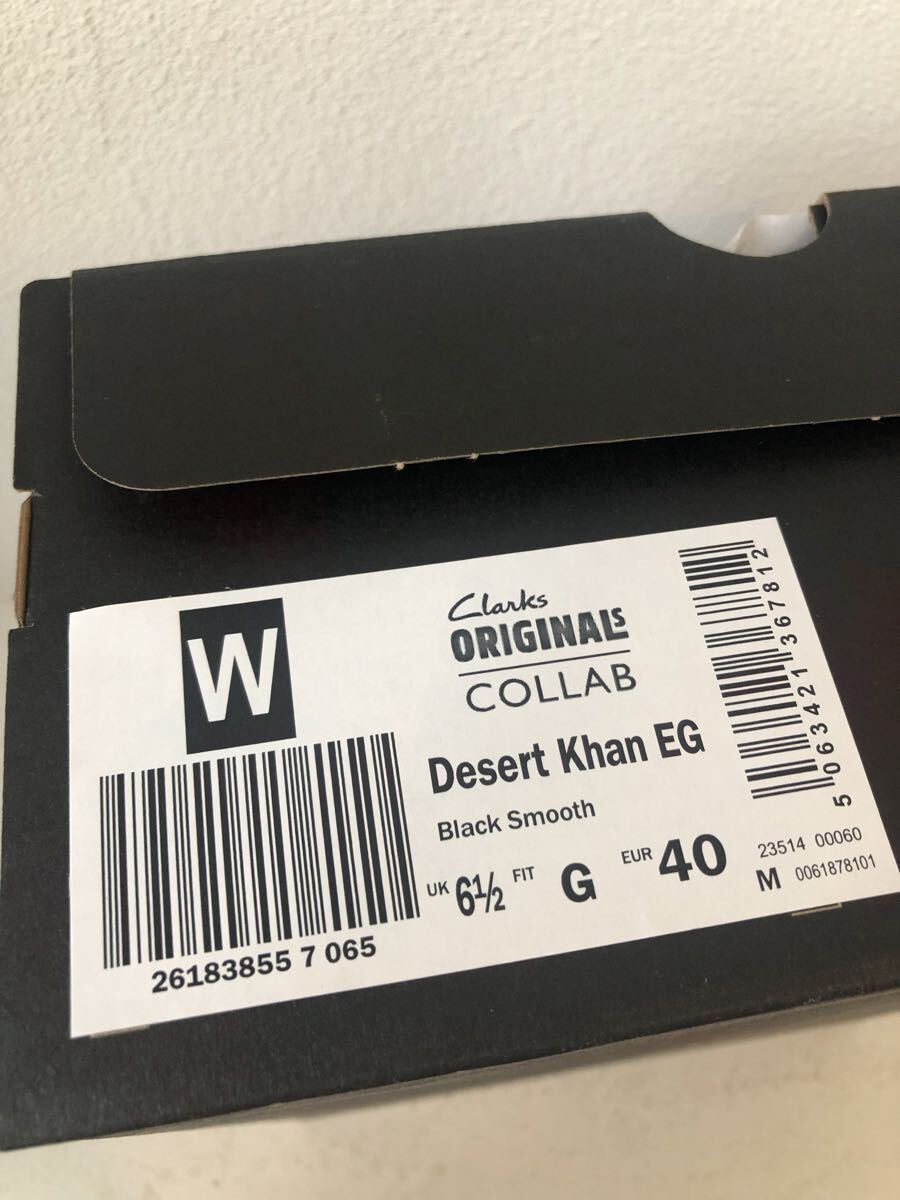 W
Clarks
ORIGINALS
COLLAB
Desert Khan EG
Black Smooth
UK 6½ FIT G EUR 40
26183855 7 065
5 063421 367812
23514 00060
M 0061878101